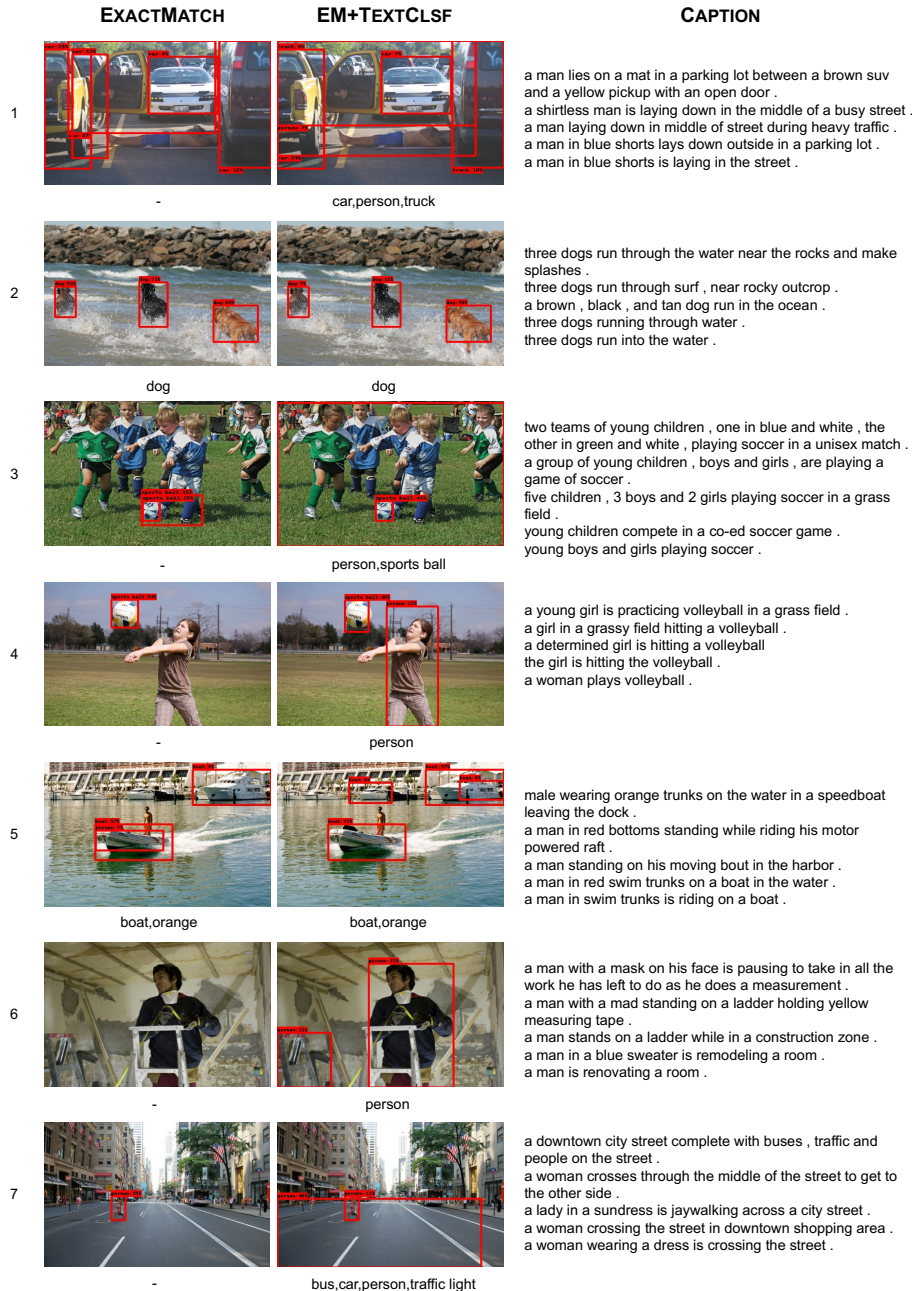 EXACTMATCH
EM+TEXTCLSF
CAPTION
1
a man lies on a mat in a parking lot between a brown suv
and a yellow pickup with an open door .
a shirtless man is laying down in the middle of a busy street .
a man laying down in middle of street during heavy traffic .
a man in blue shorts lays down outside in a parking lot .
a man in blue shorts is laying in the street .
-
car,person,truck
2
three dogs run through the water near the rocks and make
splashes .
three dogs run through surf , near rocky outcrop .
a brown , black , and tan dog run in the ocean .
three dogs running through water .
three dogs run into the water .
dog
dog
3
two teams of young children , one in blue and white , the
other in green and white , playing soccer in a unisex match .
a group of young children , boys and girls , are playing a
game of soccer .
five children , 3 boys and 2 girls playing soccer in a grass
field .
young children compete in a co-ed soccer game .
young boys and girls playing soccer .
-
person,sports ball
4
a young girl is practicing volleyball in a grass field .
a girl in a grassy field hitting a volleyball .
a determined girl is hitting a volleyball
the girl is hitting the volleyball .
a woman plays volleyball .
-
person
5
male wearing orange trunks on the water in a speedboat
leaving the dock .
a man in red bottoms standing while riding his motor
powered raft .
a man standing on his moving bout in the harbor .
a man in red swim trunks on a boat in the water .
a man in swim trunks is riding on a boat .
boat,orange
boat,orange
6
a man with a mask on his face is pausing to take in all the
work he has left to do as he does a measurement .
a man with a mad standing on a ladder holding yellow
measuring tape .
a man stands on a ladder while in a construction zone .
a man in a blue sweater is remodeling a room .
a man is renovating a room .
-
person
7
a downtown city street complete with buses , traffic and
people on the street .
a woman crosses through the middle of the street to get to
the other side .
a lady in a sundress is jaywalking across a city street .
a woman crossing the street in downtown shopping area .
a woman wearing a dress is crossing the street .
-
bus,car,person,traffic light